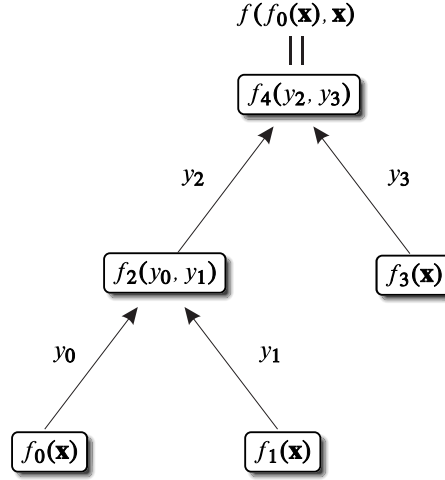 f(f₀(𝐱), 𝐱)
||
f₄(y₂, y₃)
y₂ y₃
f₂(y₀, y₁) f₃(𝐱)
y₀ y₁
f₀(𝐱) f₁(𝐱)